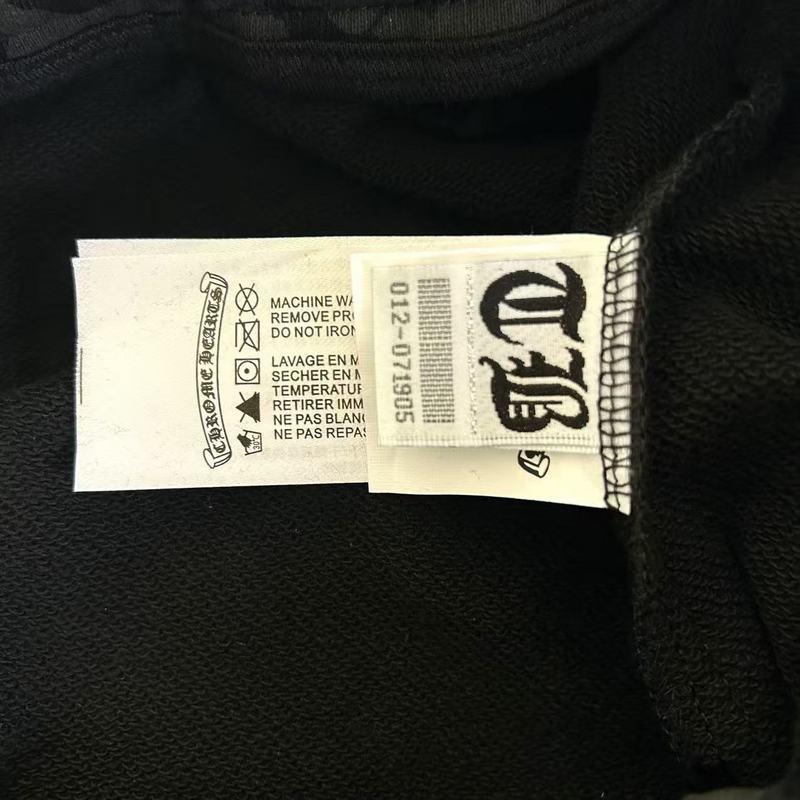 CHROME HEARTS
MACHINE WA
REMOVE PRO
DO NOT IRON
LAVAGE EN M
SECHER EN M
TEMPERATUR
RETIRER IMM
NE PAS BLANC
NE PAS REPAS
30°C
012-071905